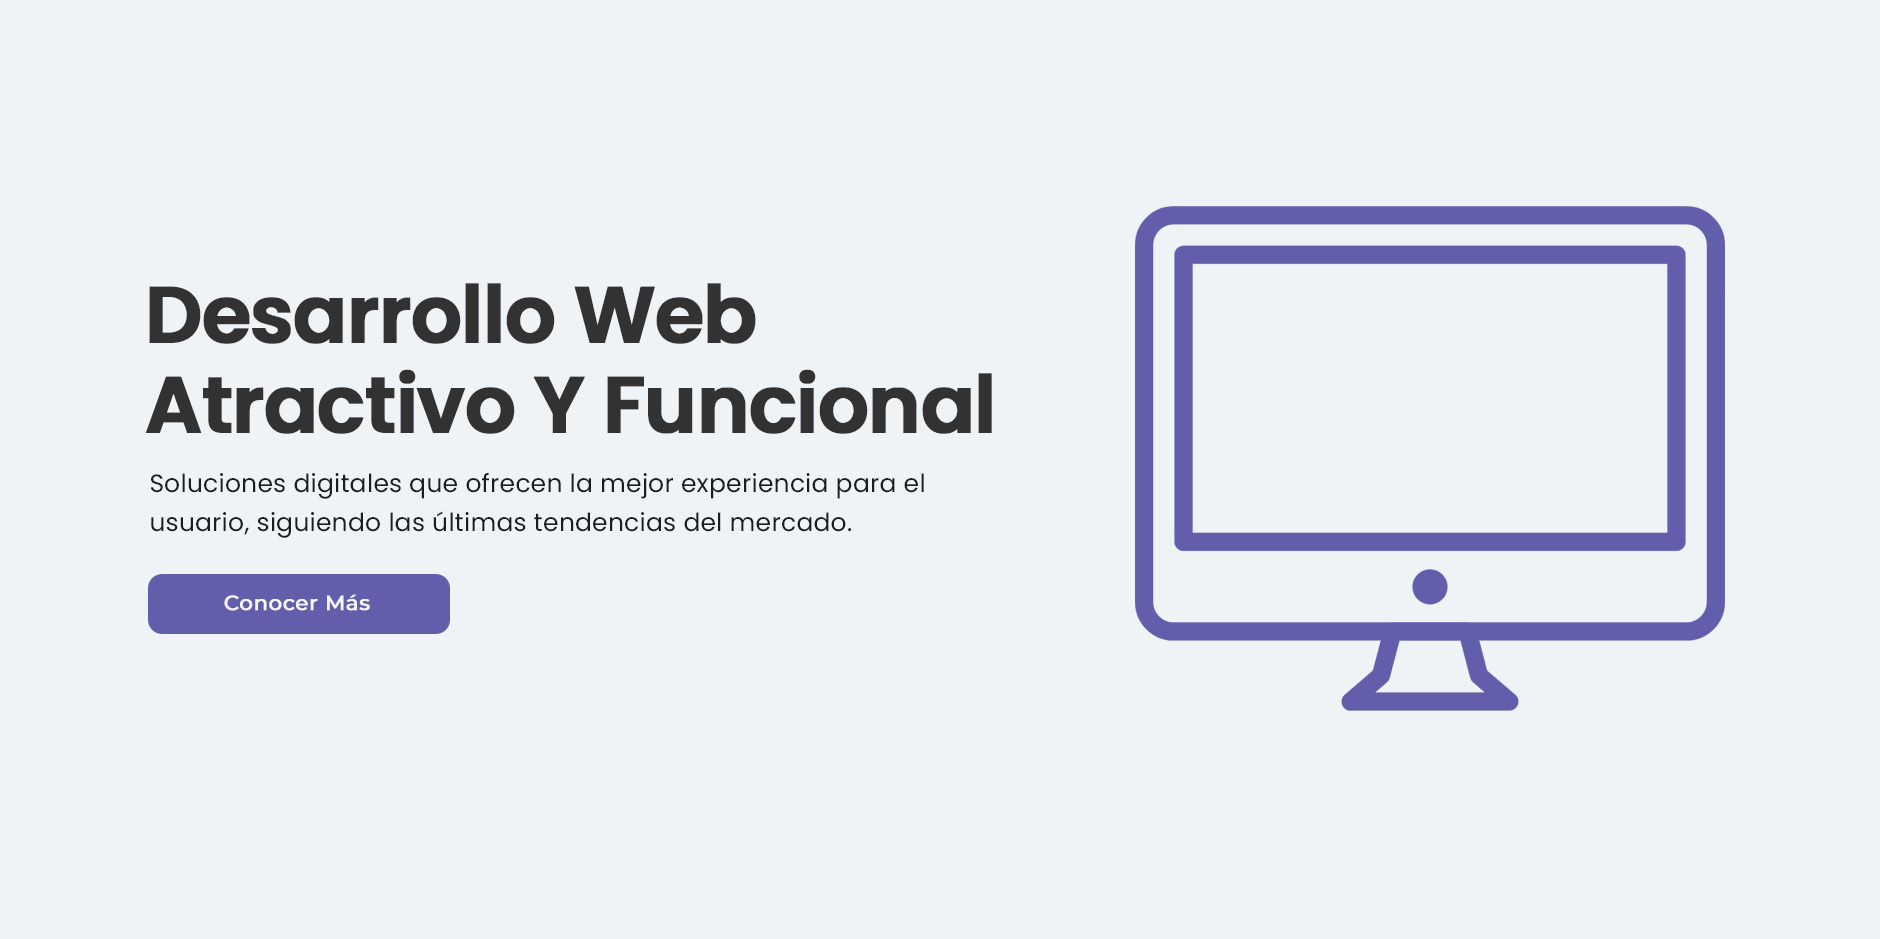 Desarrollo Web
Atractivo Y Funcional
Soluciones digitales que ofrecen la mejor experiencia para el
usuario, siguiendo las últimas tendencias del mercado.
Conocer Más